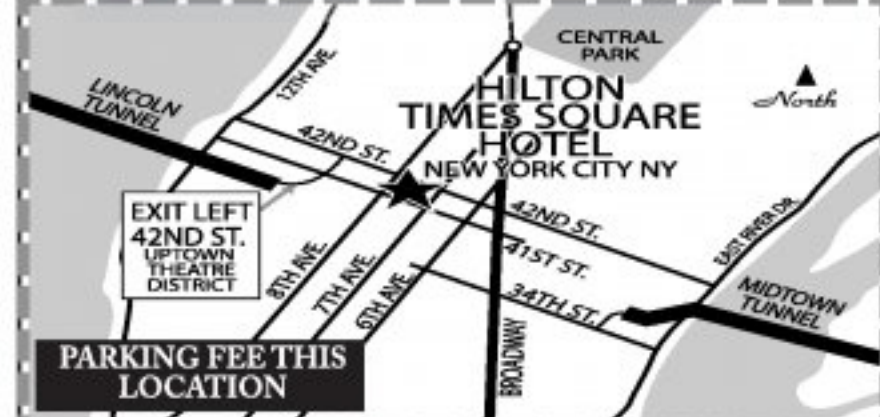 CENTRAL
PARK
North
12TH AVE.
LINCOLN
TUNNEL
HILTON
TIMES SQUARE
HOTEL
NEW YORK CITY NY
42ND ST.
EXIT LEFT
42ND ST.
UPTOWN
THEATRE
DISTRICT
42ND ST.
41ST ST.
34TH ST.
EAST RIVER DR.
MIDTOWN
TUNNEL
8TH AVE.
7TH AVE.
6TH AVE.
BROADWAY
PARKING FEE THIS
LOCATION